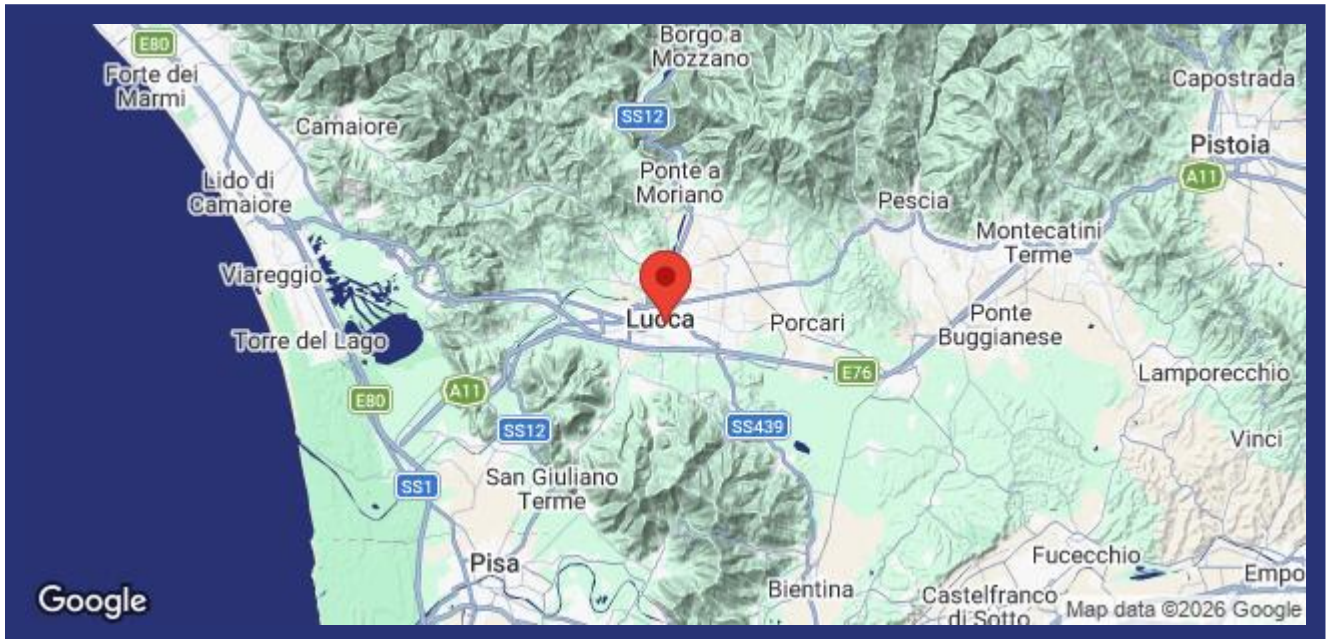 Borgo a
Mozzano
E80
Forte dei
Marmi
Capostrada
SS12
Camaiore
Pistoia
Ponte a
Moriano
A11
Lido di
Camaiore
Pescia
Montecatini
Terme
Viareggio
Lucca
Porcari
Ponte
Buggianese
Torre del Lago
E76
Lamporecchio
A11
E80
SS12
SS439
Vinci
San Giuliano
Terme
SS1
Pisa
Fucecchio
Empo
Bientina
Castelfranco
di Sotto
Google
Map data ©2026 Google